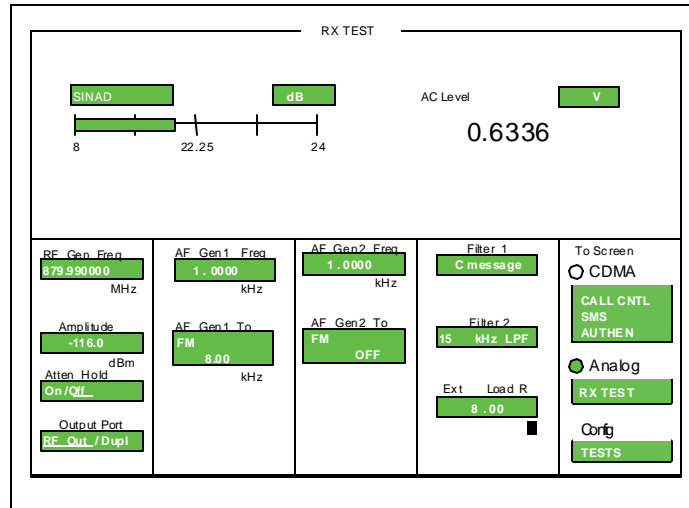 RX TEST
SINAD
dB
AC Level
V
8
22.25
24
0.6336
RF Gen Freq
879.990000
MHz
Amplitude
-116.0
dBm
Atten Hold
On /Off
Output Port
RF Out / Dupl
AF Gen1 Freq
1.0000
kHz
AF Gen1 To
FM
8.00
kHz
AF Gen2 Freq
1.0000
kHz
AF Gen2 To
FM
OFF
Filter 1
C message
Filter 2
15 kHz LPF
Ext Load R
8.00
To Screen
CDMA
CALL CNTL
SMS
AUTHEN
Analog
RX TEST
Config
TESTS